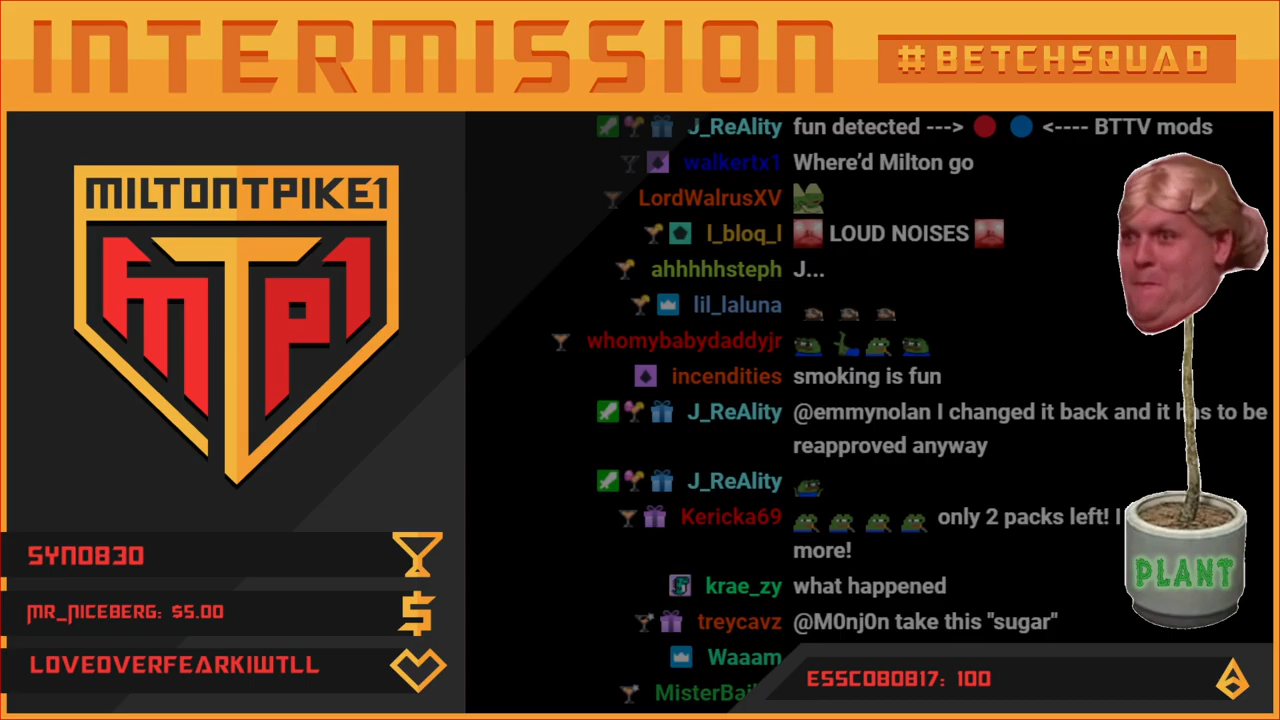 INTERMISSION
#BETCHSQUAD
MILTONTPIKE1
MTP1
J_ReAlity fun detected ---> <---- BTTV mods
walkertx1 Where'd Milton go
LordWalrusXV
l_bloq_l LOUD NOISES
ahhhhhsteph J...
lil_laluna
whomybabydaddyjr
incendities smoking is fun
J_ReAlity @emmynolan I changed it back and it has to be
reapproved anyway
J_ReAlity
Kericka69 only 2 packs left! I
more!
krae_zy what happened
treycavz @M0nj0n take this "sugar"
Waaam
PLANT
SYNOB30
MR_NICEBERG: $5.00
LOVEOVERFEARKIWTLL
ESSCOBOB17: 100